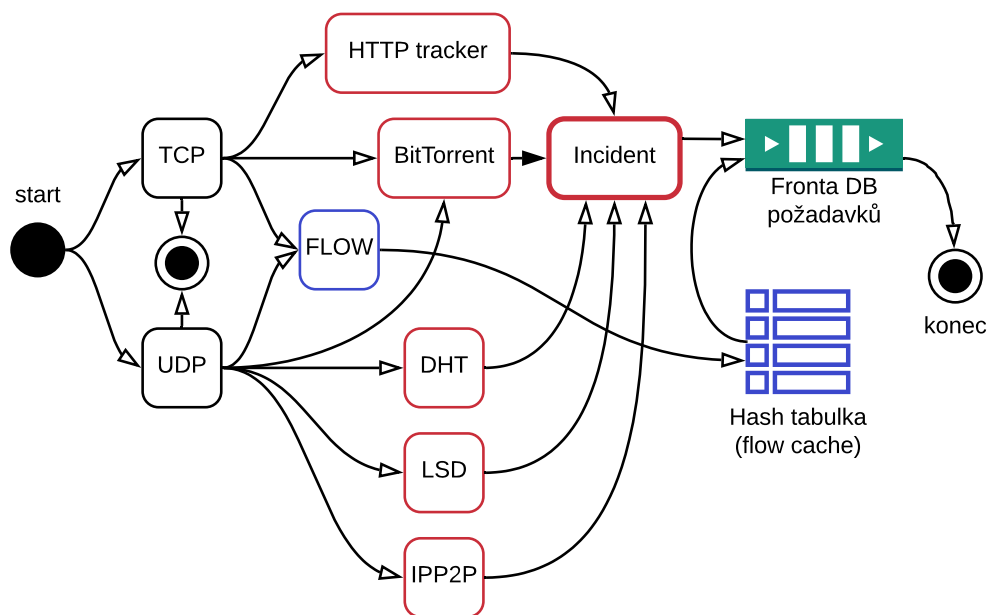 HTTP tracker
TCP
BitTorrent
Incident
start
Fronta DB
požadavků
FLOW
konec
UDP
DHT
Hash tabulka
(flow cache)
LSD
IPP2P